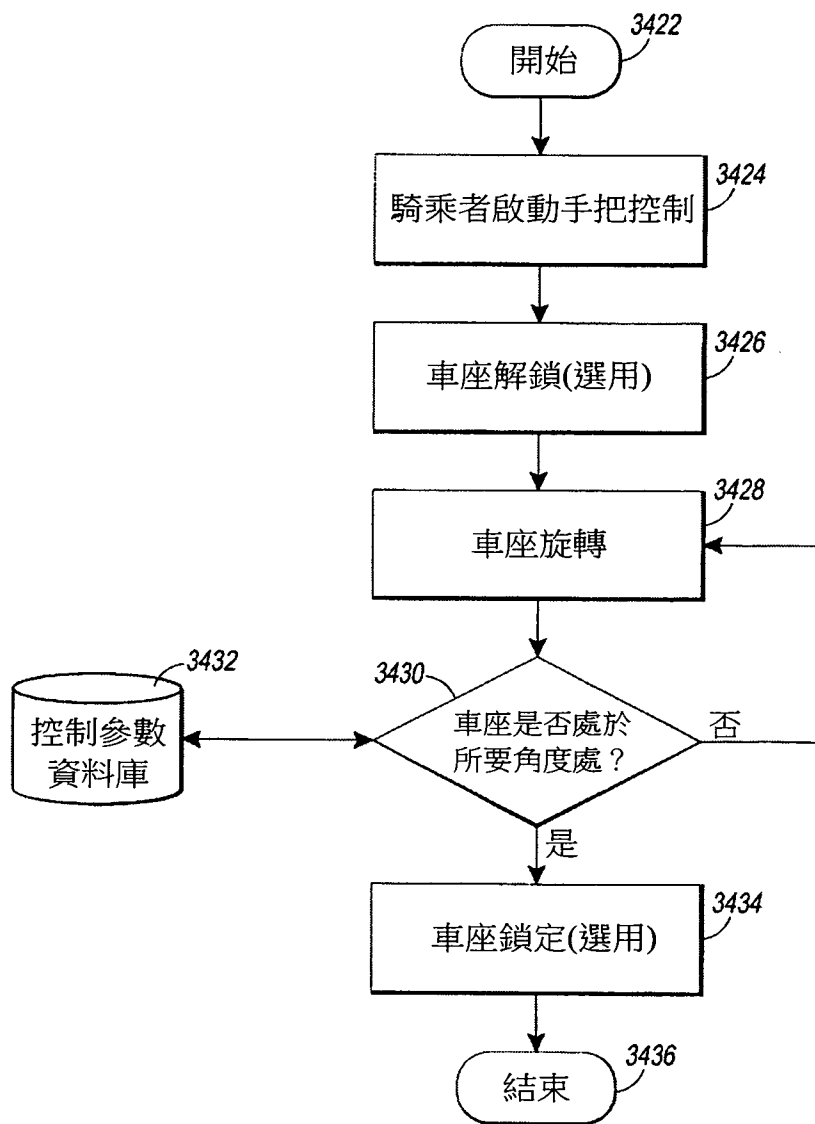 3422
開始
3424
騎乘者啟動手把控制
3426
車座解鎖(選用)
3428
車座旋轉
3432
控制參數
資料庫
3430
車座是否處於
所要角度處？
否
是
3434
車座鎖定(選用)
3436
結束